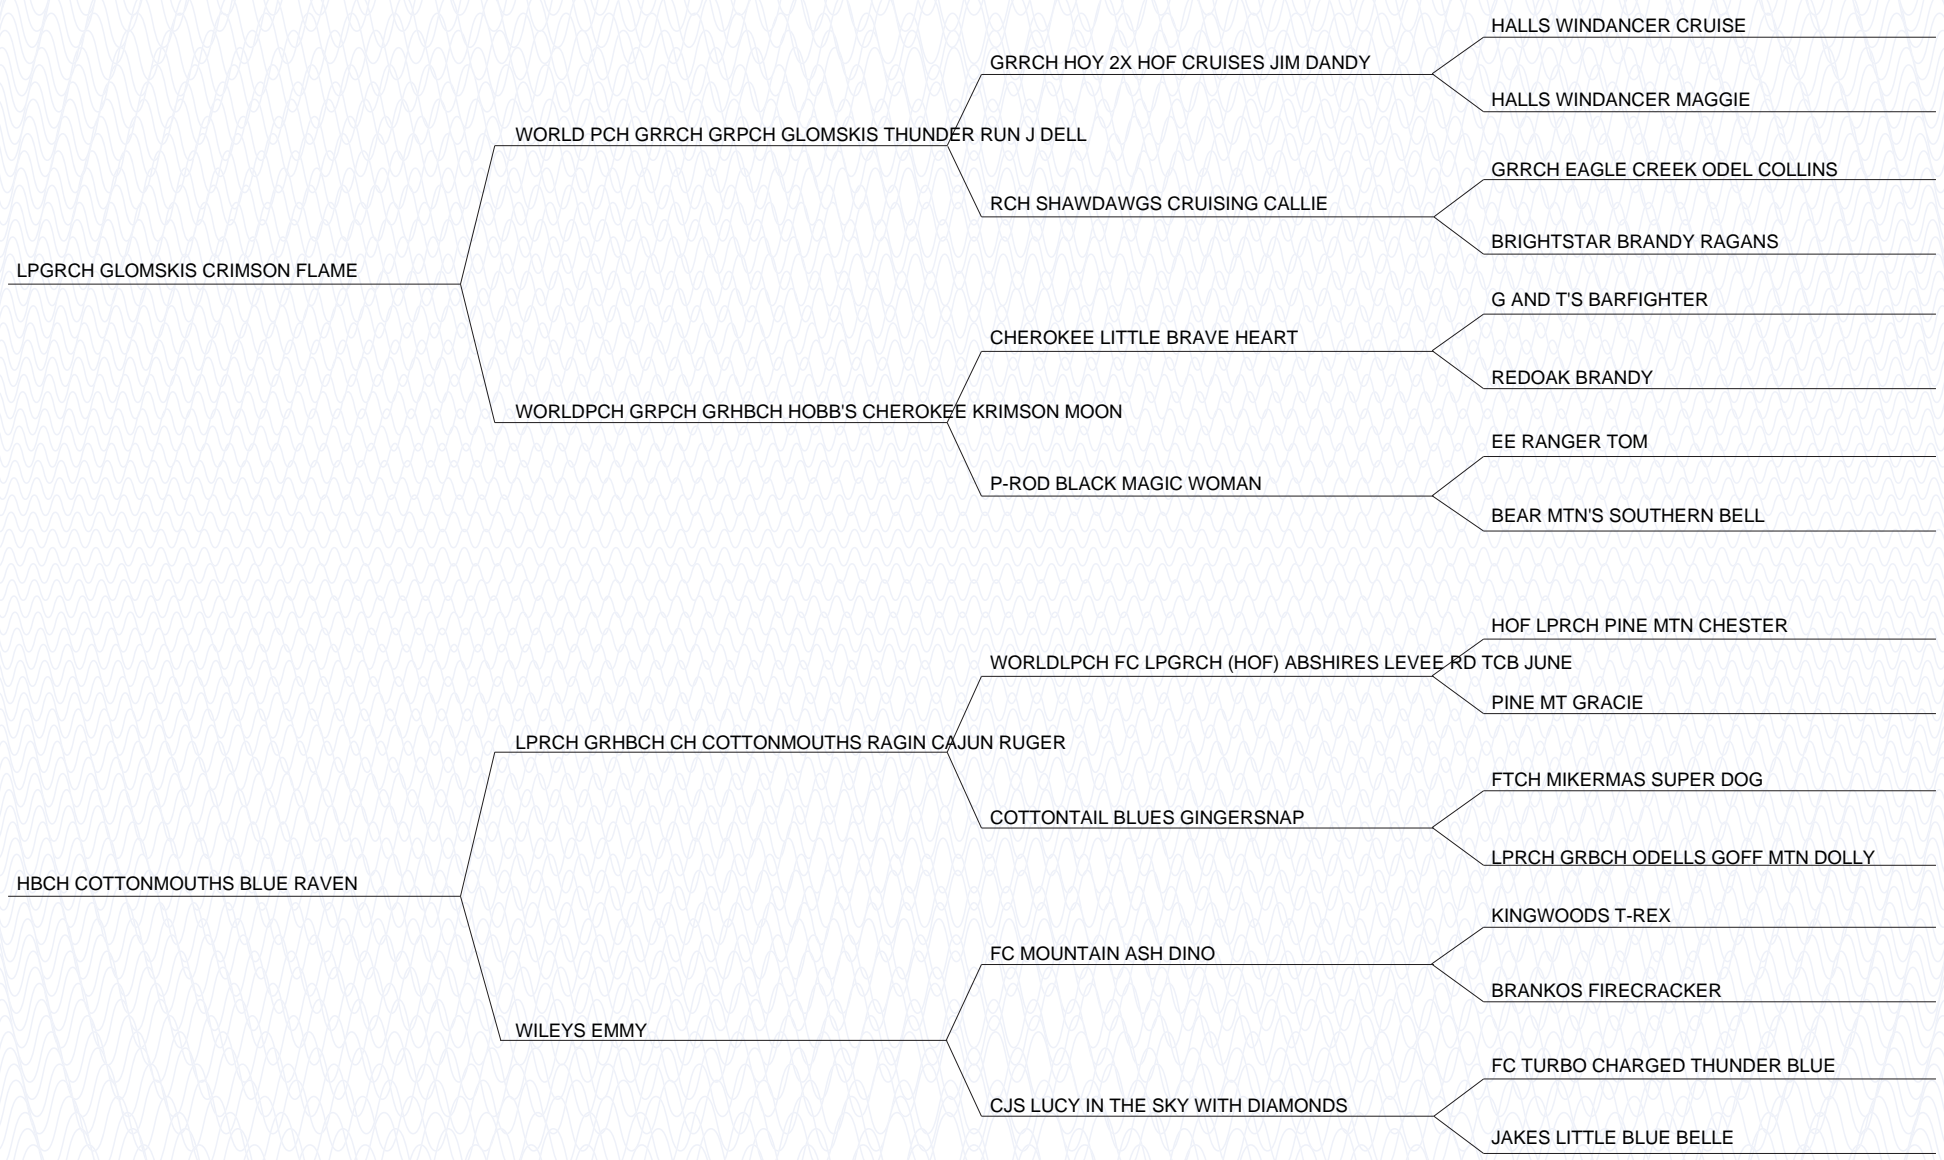 HALLS WINDANCER CRUISE
GRRCH HOY 2X HOF CRUISES JIM DANDY
HALLS WINDANCER MAGGIE
WORLD PCH GRRCH GRPCH GLOMSKIS THUNDER RUN J DELL
GRRCH EAGLE CREEK ODEL COLLINS
RCH SHAWDAWGS CRUISING CALLIE
BRIGHTSTAR BRANDY RAGANS
LPGRCH GLOMSKIS CRIMSON FLAME
G AND T'S BARFIGHTER
CHEROKEE LITTLE BRAVE HEART
REDOAK BRANDY
WORLDPCH GRPCH GRHBCH HOBB'S CHEROKEE KRIMSON MOON
EE RANGER TOM
P-ROD BLACK MAGIC WOMAN
BEAR MTN'S SOUTHERN BELL
HOF LPRCH PINE MTN CHESTER
WORLDLPCH FC LPGRCH (HOF) ABSHIRES LEVEE RD TCB JUNE
PINE MT GRACIE
LPRCH GRHBCH CH COTTONMOUTHS RAGIN CAJUN RUGER
FTCH MIKERMAS SUPER DOG
COTTONTAIL BLUES GINGERSNAP
LPRCH GRBCH ODELLS GOFF MTN DOLLY
HBCH COTTONMOUTHS BLUE RAVEN
KINGWOODS T-REX
FC MOUNTAIN ASH DINO
BRANKOS FIRECRACKER
WILEYS EMMY
FC TURBO CHARGED THUNDER BLUE
CJS LUCY IN THE SKY WITH DIAMONDS
JAKES LITTLE BLUE BELLE